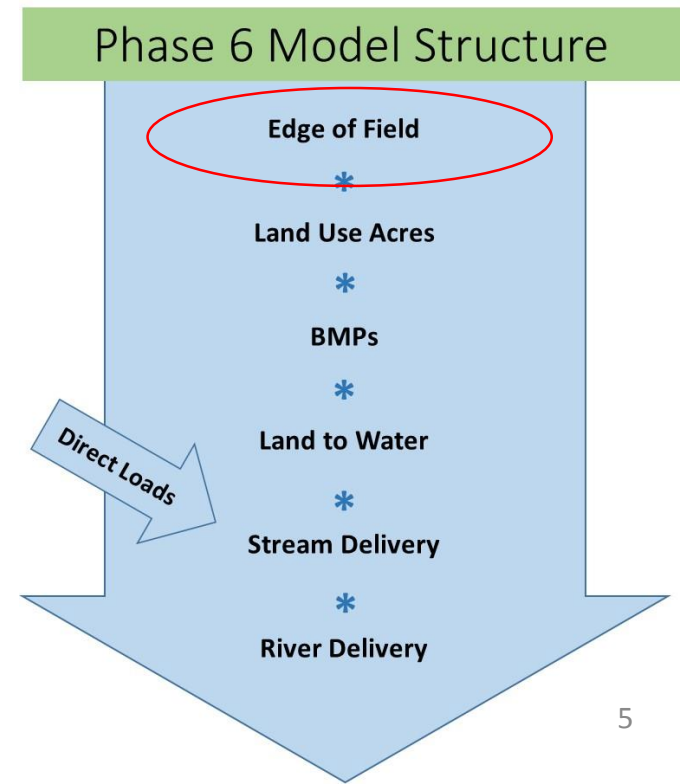 Phase 6 Model Structure
Edge of Field
*
Land Use Acres
*
BMPs
*
Land to Water
Direct Loads
*
Stream Delivery
*
River Delivery
5